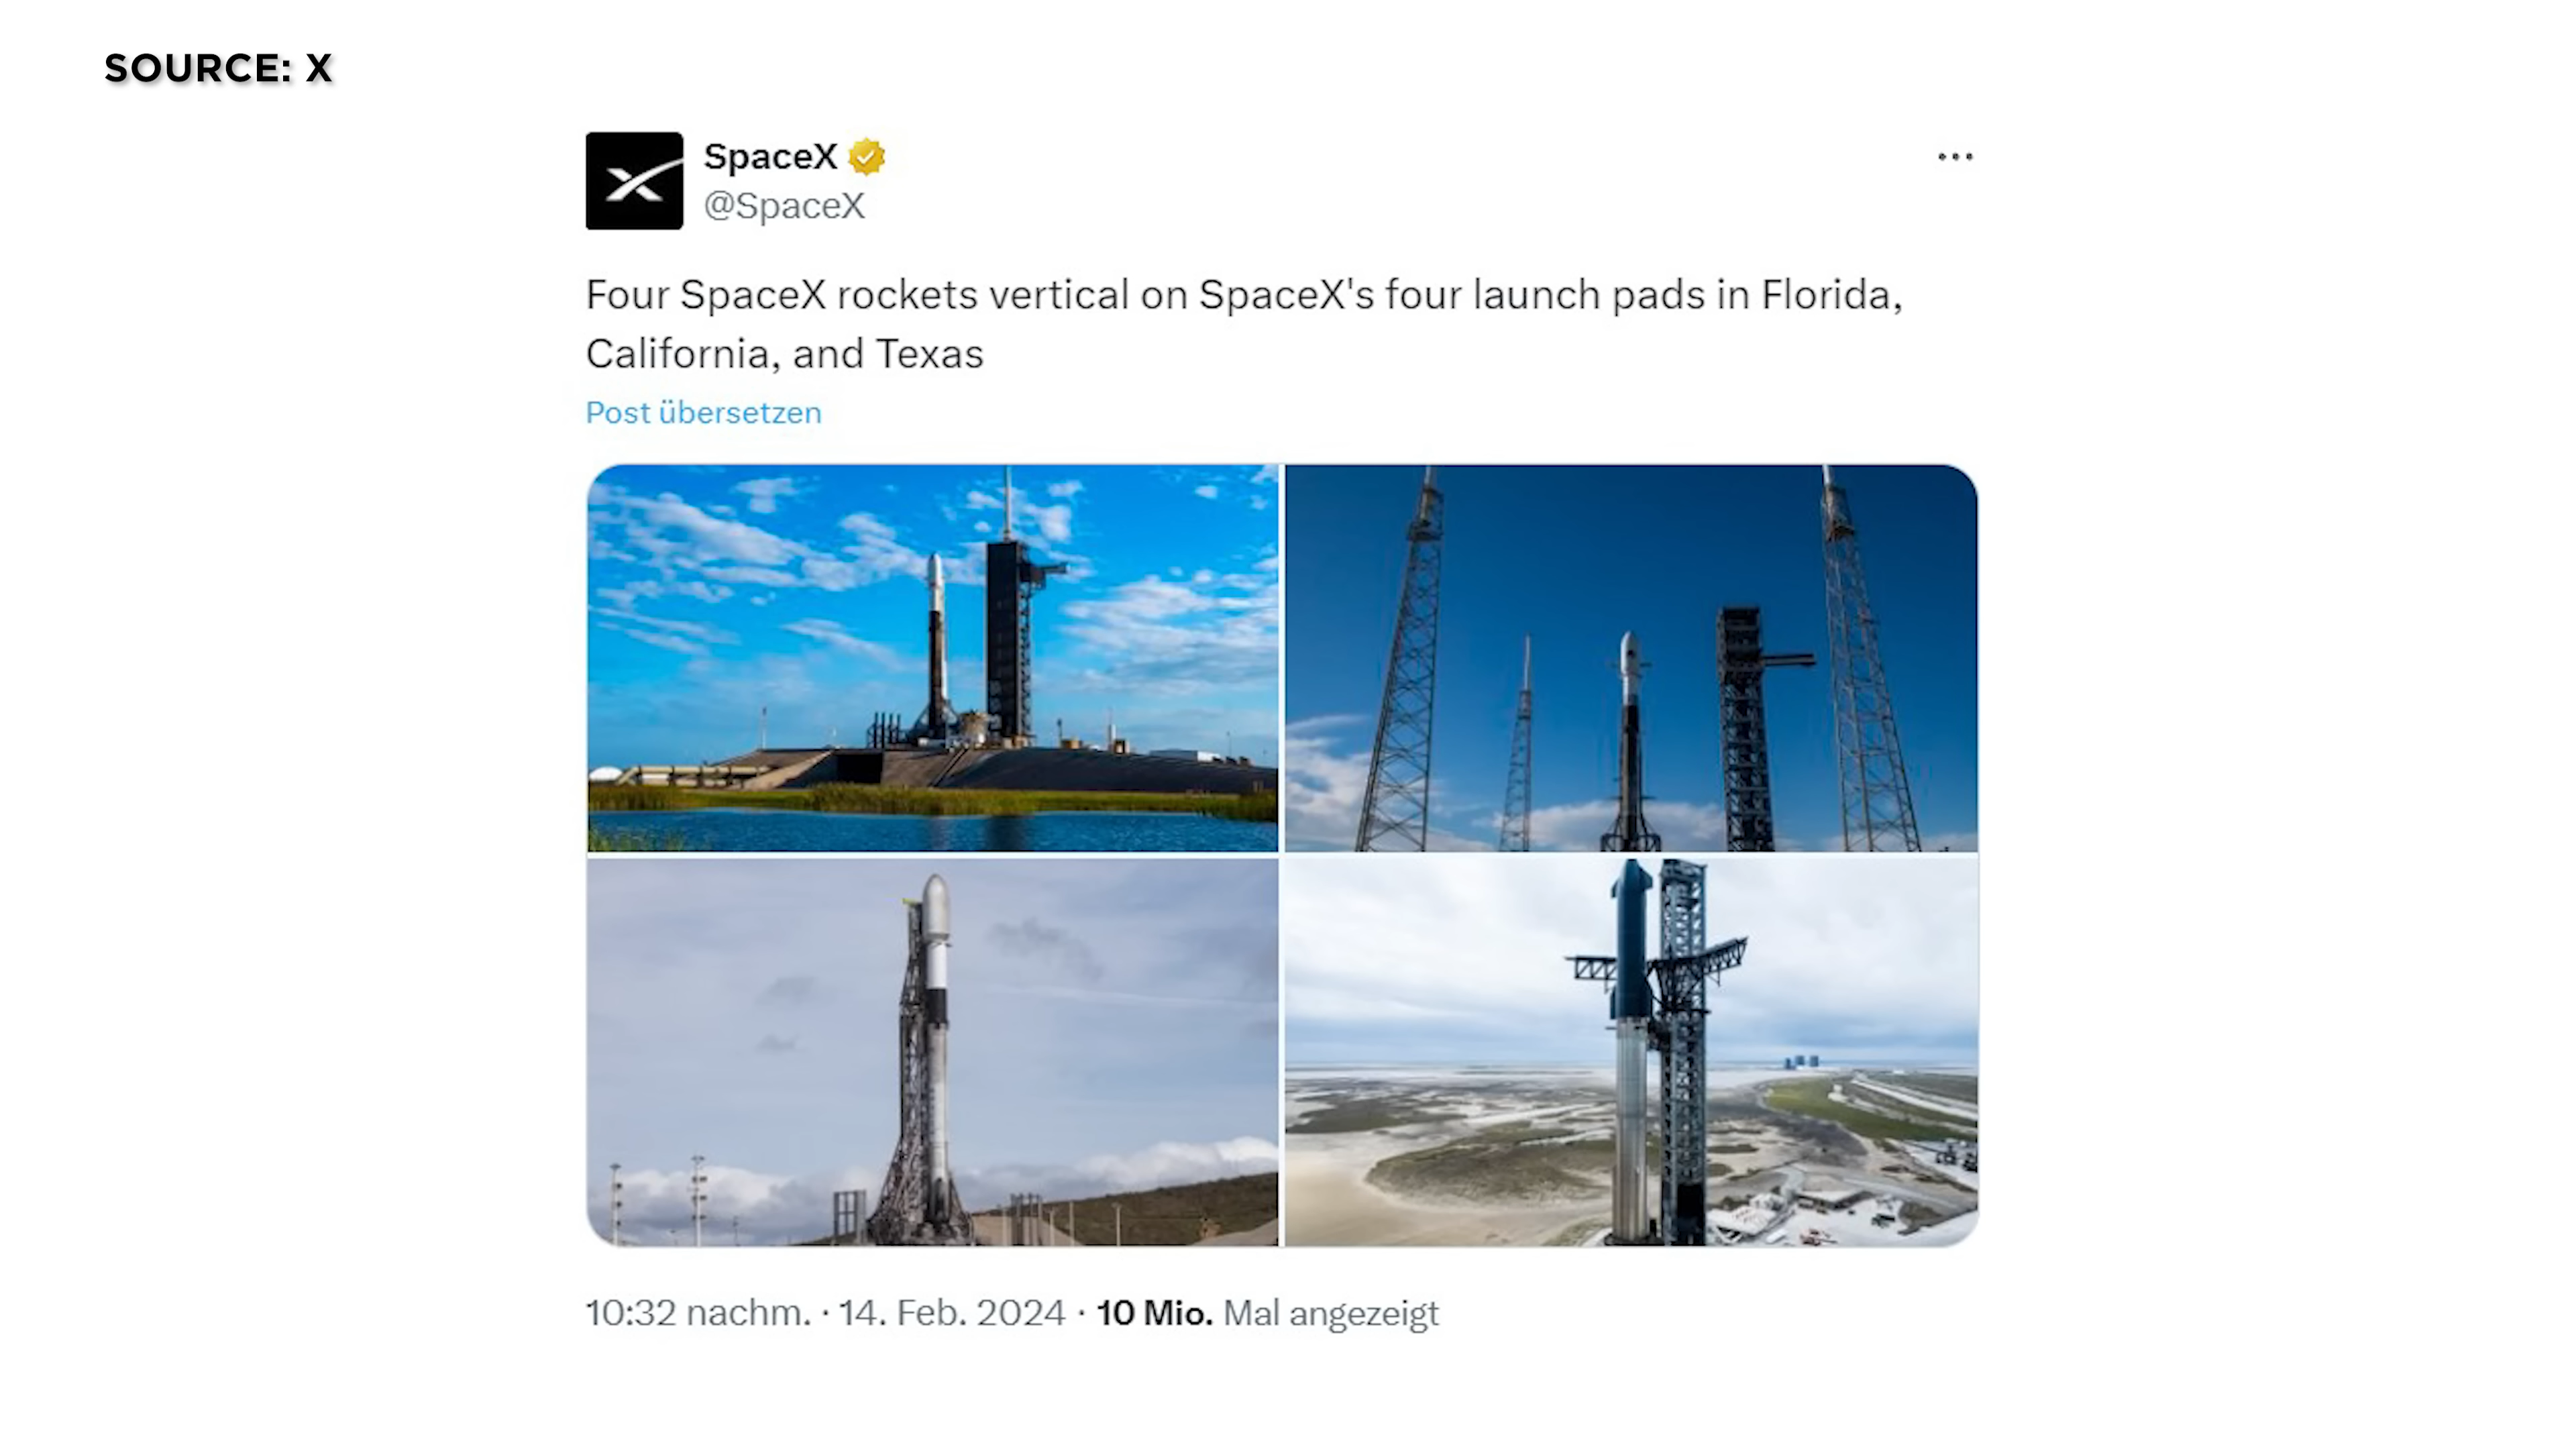 SOURCE: X
SpaceX
@SpaceX
Four SpaceX rockets vertical on SpaceX's four launch pads in Florida,
California, and Texas
Post übersetzen
10:32 nachm. · 14. Feb. 2024 · 10 Mio. Mal angezeigt